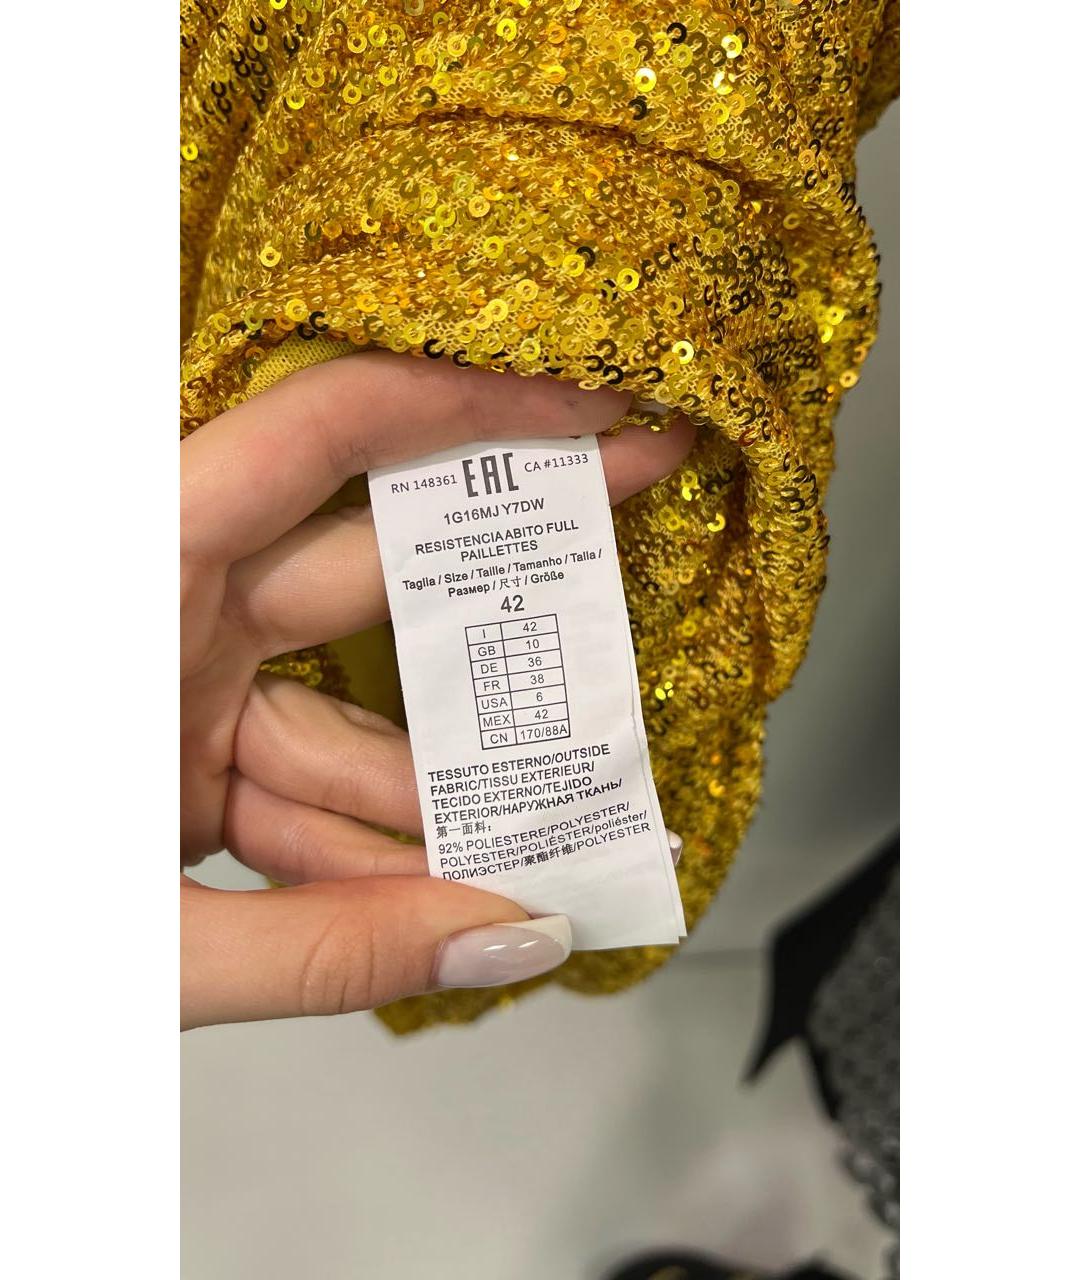 RN 148361 EAC CA #11333
1G16MJ Y7DW
RESISTENCIA ABITO FULL
PAILLETTES
Taglia / Size / Taille / Tamanho / Talla /
Размер / 尺寸 / Größe
42
I 42
GB 10
DE 36
FR 38
USA 6
MEX 42
CN 170/88A
TESSUTO ESTERNO/OUTSIDE
FABRIC/TISSU EXTERIEUR/
TECIDO EXTERNO/TEJIDO
EXTERIOR/НАРУЖНАЯ ТКАНЬ/
第一面料:
92% POLIESTERE/POLYESTER/
POLYESTER/POLIÉSTER/poliéster/
ПОЛИЭСТЕР/聚酯纤维/POLYESTER